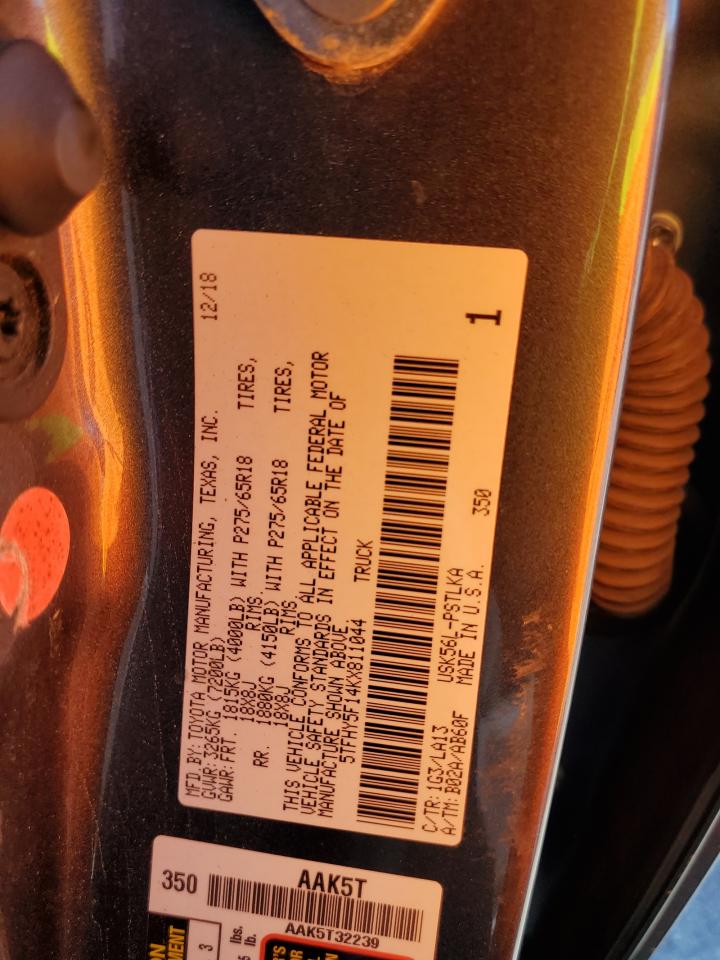 MFD.BY: TOYOTA MOTOR MANUFACTURING, TEXAS, INC. 12/18
GVWR: 3265KG (7200LB)
GAWR: FRT. 1815KG (4000LB) WITH P275/65R18 TIRES,
18X8J RIMS.
RR. 1880KG (4150LB) WITH P275/65R18 TIRES,
18X8J RIMS
THIS VEHICLE CONFORMS TO ALL APPLICABLE FEDERAL MOTOR
VEHICLE SAFETY STANDARDS IN EFFECT ON THE DATE OF
MANUFACTURE SHOWN ABOVE.
5TFHY5F14KX811044 TRUCK
C/TR: 1G3/LA13 USK56L-PSTLKA 350 1
A/TM: B02A/AB60F MADE IN U.S.A.
350 AAK5T
AAK5T32239
3
lbs.
lb.